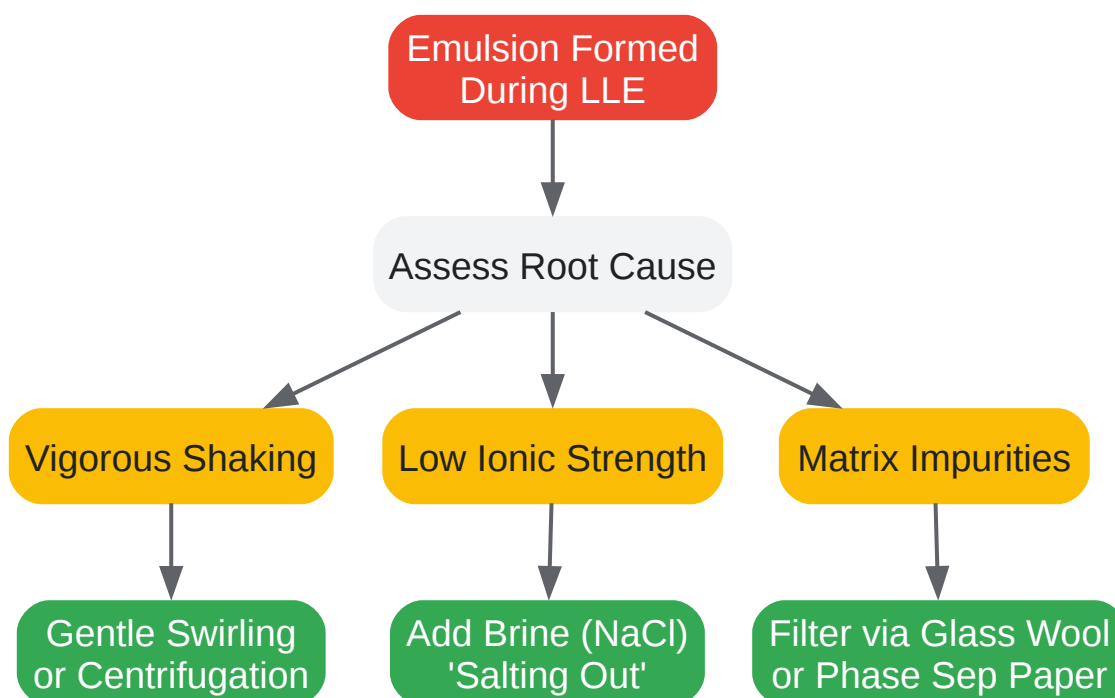 Emulsion Formed
During LLE
Assess Root Cause
Vigorous Shaking
Low Ionic Strength
Matrix Impurities
Gentle Swirling
or Centrifugation
Add Brine (NaCl)
'Salting Out'
Filter via Glass Wool
or Phase Sep Paper